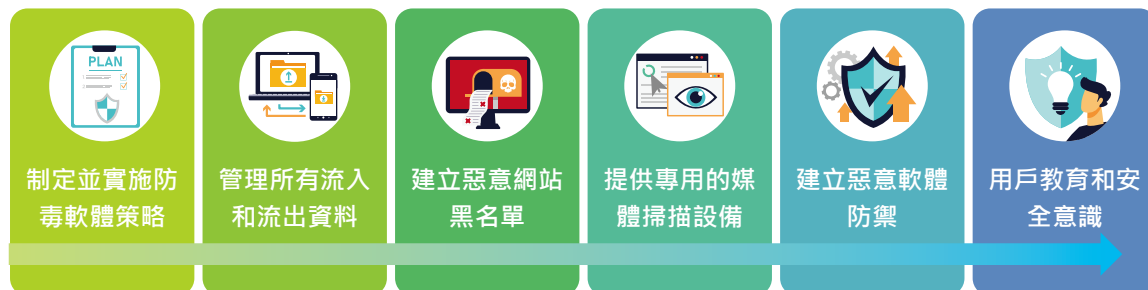 PLAN
制定並實施防
毒軟體策略
管理所有流入
和流出資料
建立惡意網站
黑名單
提供專用的媒
體掃描設備
建立惡意軟體
防禦
用戶教育和安
全意識